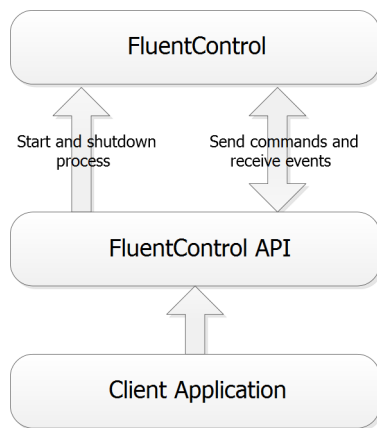 FluentControl
Start and shutdown
process
Send commands and
receive events
FluentControl API
Client Application